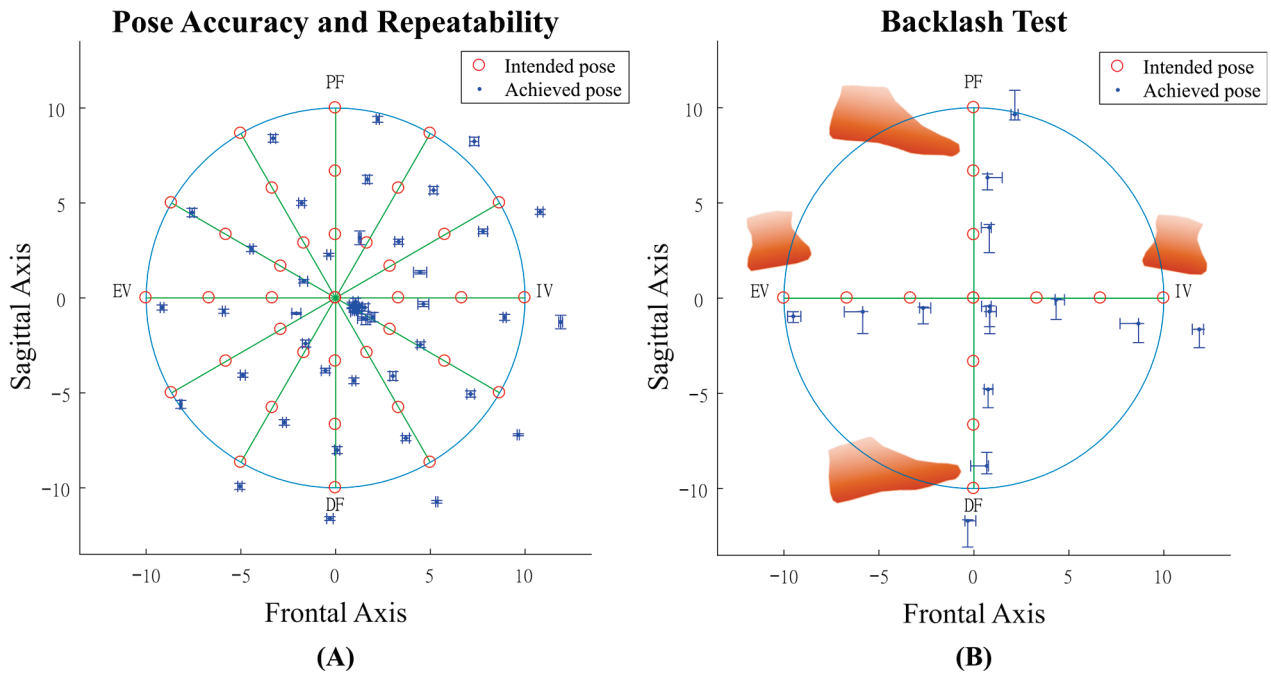 Pose Accuracy and Repeatability
Intended pose
Achieved pose
PF
EV
IV
DF
10
5
0
−5
−10
Sagittal Axis
−10
−5
0
5
10
Frontal Axis
(A)
Backlash Test
Intended pose
Achieved pose
PF
EV
IV
DF
10
5
0
−5
−10
Sagittal Axis
−10
−5
0
5
10
Frontal Axis
(B)